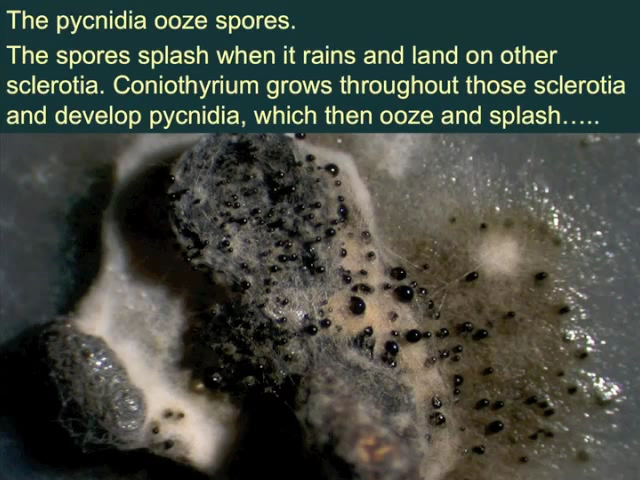 The pycnidia ooze spores.
The spores splash when it rains and land on other
sclerotia. Coniothyrium grows throughout those sclerotia
and develop pycnidia, which then ooze and splash…..